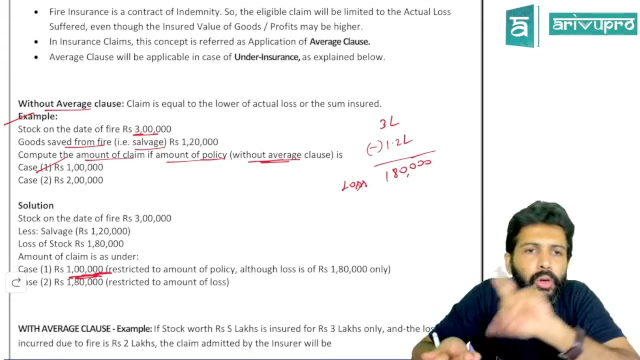 arivupro
• Fire Insurance is a contract of Indemnity. So, the eligible claim will be limited to the Actual Loss
Suffered, even though the Insured Value of Goods / Profits may be higher.
• In Insurance Claims, this concept is referred as Application of Average Clause.
• Average Clause will be applicable in case of Under-Insurance, as explained below.
Without Average clause: Claim is equal to the lower of actual loss or the sum insured.
Example:
Stock on the date of fire Rs 3,00,000
Goods saved from fire (i.e. salvage) Rs 1,20,000
Compute the amount of claim if amount of policy (without average clause) is
Case (1) Rs 1,00,000
Case (2) Rs 2,00,000
3L
(-) 1.2L
Loss 180,000
Solution
Stock on the date of fire Rs 3,00,000
Less: Salvage (Rs 1,20,000)
Loss of Stock Rs 1,80,000
Amount of claim is as under:
Case (1) Rs 1,00,000 (restricted to amount of policy, although loss is of Rs 1,80,000 only)
Case (2) Rs 1,80,000 (restricted to amount of loss)
WITH AVERAGE CLAUSE - Example: If Stock worth Rs 5 Lakhs is insured for Rs 3 Lakhs only, and the
incurred due to fire is Rs 2 Lakhs, the claim admitted by the Insurer will be